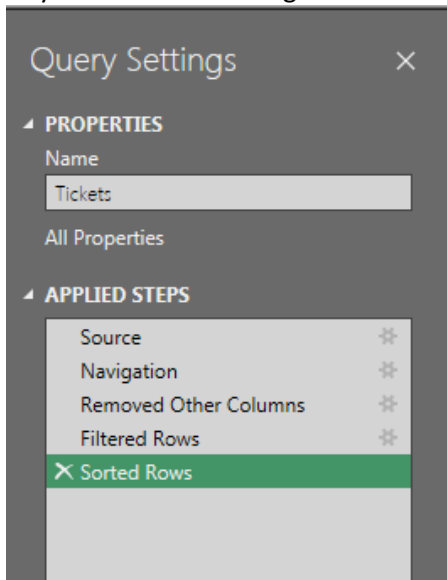 Query Settings
PROPERTIES
Name
Tickets
All Properties
APPLIED STEPS
Source
Navigation
Removed Other Columns
Filtered Rows
Sorted Rows